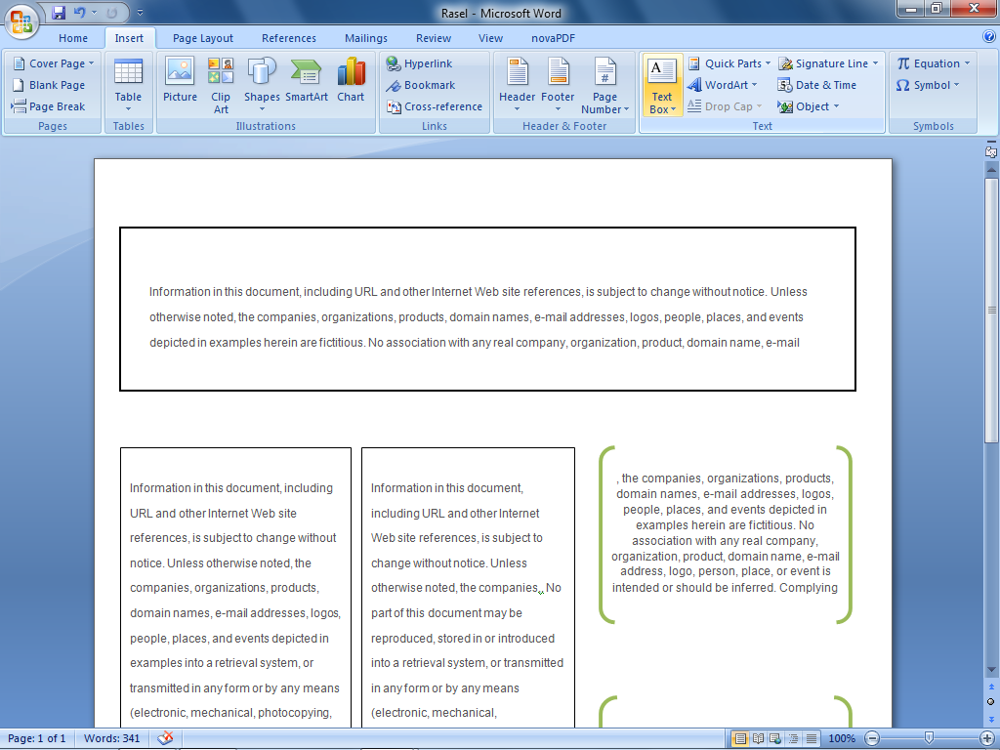 Rasel - Microsoft Word
Home Insert Page Layout References Mailings Review View novaPDF
Cover Page
Blank Page
Page Break
Pages
Table
Tables
Picture
Clip Art
Shapes
SmartArt
Chart
Illustrations
Hyperlink
Bookmark
Cross-reference
Links
Header
Footer
Page Number
Header & Footer
Text Box
Quick Parts
WordArt
Drop Cap
Signature Line
Date & Time
Object
Text
Equation
Symbol
Symbols
Information in this document, including URL and other Internet Web site references, is subject to change without notice. Unless
otherwise noted, the companies, organizations, products, domain names, e-mail addresses, logos, people, places, and events
depicted in examples herein are fictitious. No association with any real company, organization, product, domain name, e-mail
Information in this document, including
URL and other Internet Web site
references, is subject to change without
notice. Unless otherwise noted, the
companies, organizations, products,
domain names, e-mail addresses, logos,
people, places, and events depicted in
examples into a retrieval system, or
transmitted in any form or by any means
(electronic, mechanical, photocopying,
Information in this document,
including URL and other Internet
Web site references, is subject to
change without notice. Unless
otherwise noted, the companies,. No
part of this document may be
reproduced, stored in or introduced
into a retrieval system, or transmitted
in any form or by any means
(electronic, mechanical,
, the companies, organizations, products,
domain names, e-mail addresses, logos,
people, places, and events depicted in
examples herein are fictitious. No
association with any real company,
organization, product, domain name, e-mail
address, logo, person, place, or event is
intended or should be inferred. Complying
Page: 1 of 1 Words: 341 100%